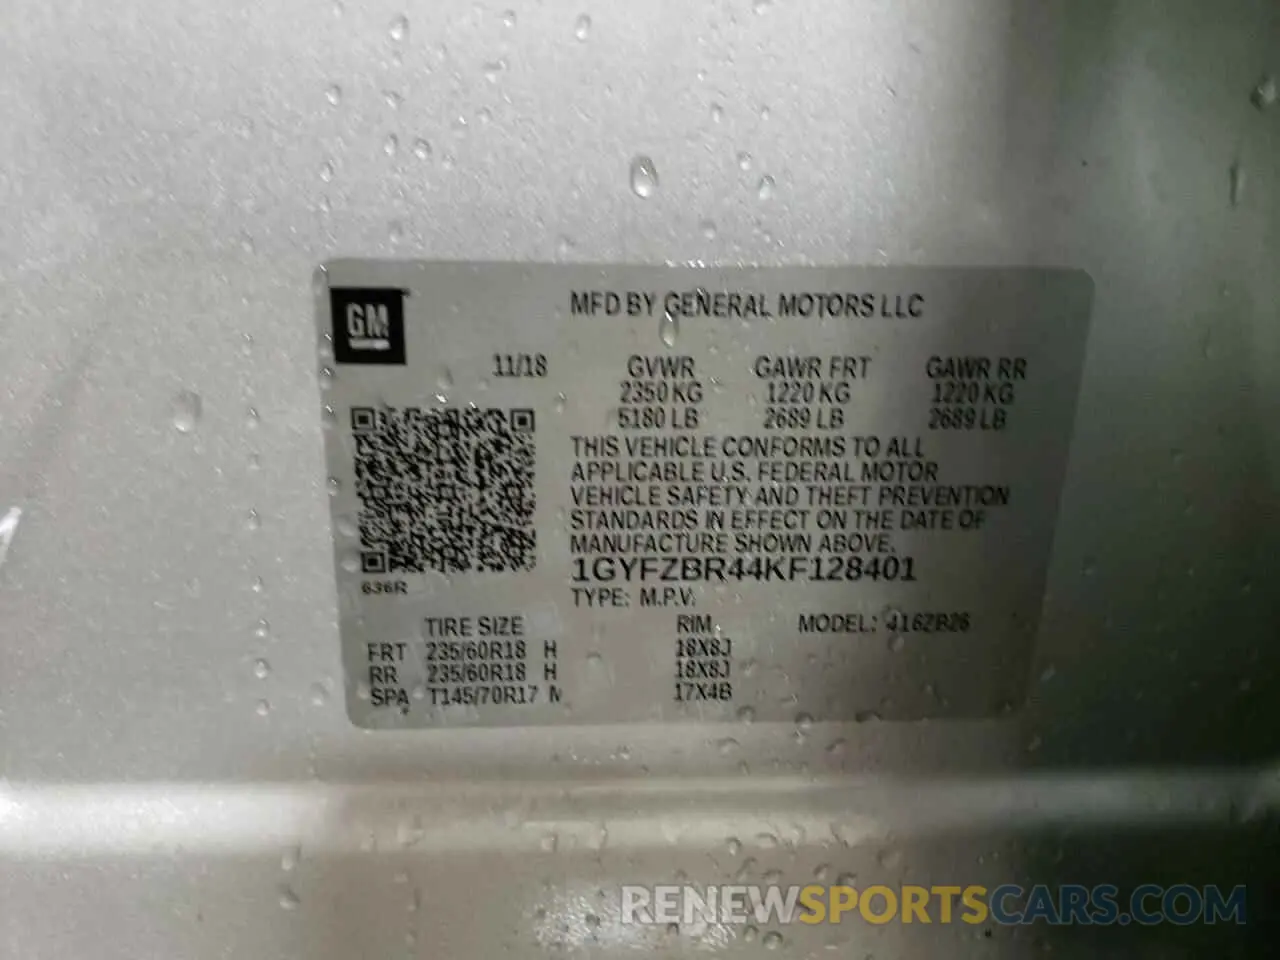 GM
MFD BY GENERAL MOTORS LLC
11/18 GVWR GAWR FRT GAWR RR
2350 KG 1220 KG 1220 KG
5180 LB 2689 LB 2689 LB
THIS VEHICLE CONFORMS TO ALL
APPLICABLE U.S. FEDERAL MOTOR
VEHICLE SAFETY AND THEFT PREVENTION
STANDARDS IN EFFECT ON THE DATE OF
MANUFACTURE SHOWN ABOVE.
636R
1GYFZBR44KF128401
TYPE: M.P.V.
TIRE SIZE RIM MODEL: 416ZB26
FRT 235/60R18 H 18X8J
RR 235/60R18 H 18X8J
SPA T145/70R17 M 17X4B
RENEWSPORTSCARS.COM